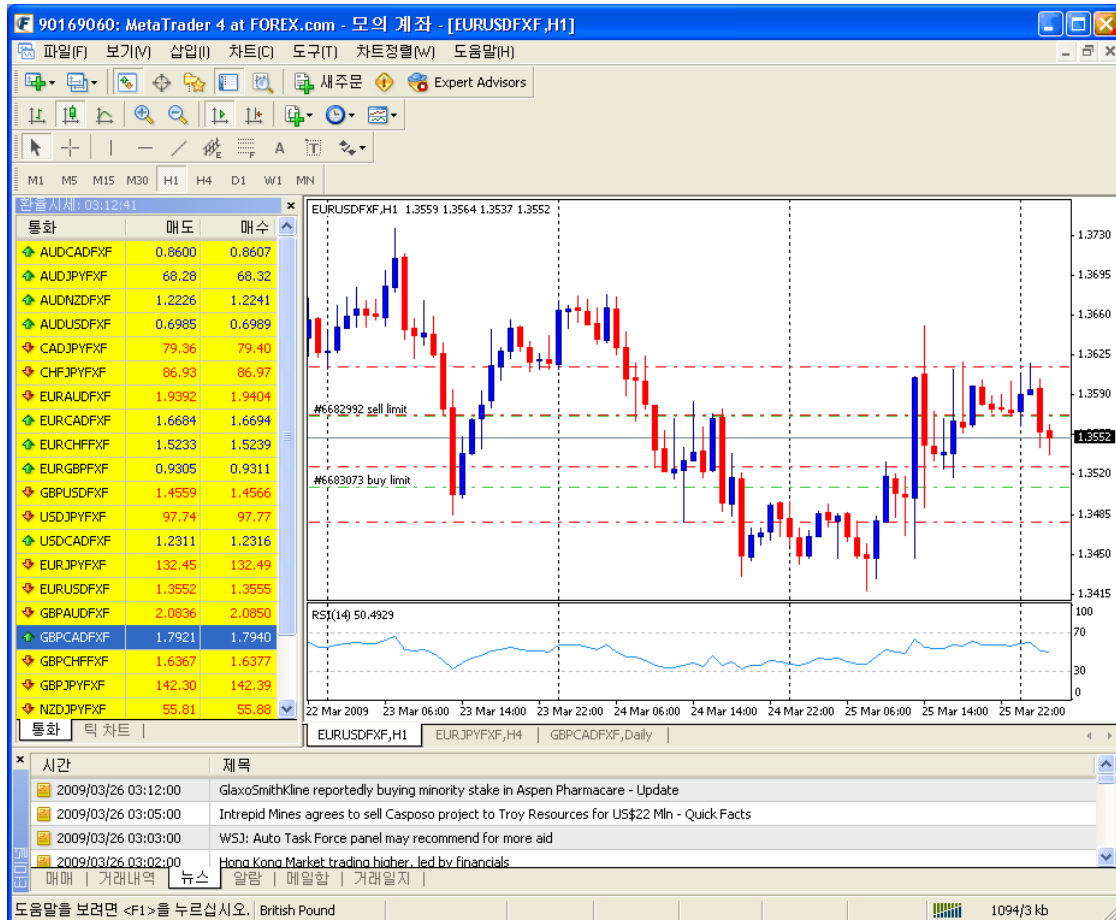 90169060: MetaTrader 4 at FOREX.com - 모의 계좌 - [EURUSDFXF,H1]
파일(F) 보기(V) 삽입(I) 차트(C) 도구(T) 차트정렬(W) 도움말(H)
새주문 Expert Advisors
A T
M1 M5 M15 M30 H1 H4 D1 W1 MN
환율시세: 03:12:41
통화 매도 매수
AUDCADFXF 0.8600 0.8607
AUDJPYFXF 68.28 68.32
AUDNZDFXF 1.2226 1.2241
AUDUSDFXF 0.6985 0.6989
CADJPYFXF 79.36 79.40
CHFJPYFXF 86.93 86.97
EURAUDFXF 1.9392 1.9404
EURCADFXF 1.6684 1.6694
EURCHFFXF 1.5233 1.5239
EURGBPFXF 0.9305 0.9311
GBPUSDFXF 1.4559 1.4566
USDJPYFXF 97.74 97.77
USDCADFXF 1.2311 1.2316
EURJPYFXF 132.45 132.49
EURUSDFXF 1.3552 1.3555
GBPAUDFXF 2.0836 2.0850
GBPCADFXF 1.7921 1.7940
GBPCHFFXF 1.6367 1.6377
GBPJPYFXF 142.30 142.39
NZDJPYFXF 55.81 55.88
통화 틱 차트
EURUSDFXF,H1 1.3559 1.3564 1.3537 1.3552
#6682992 sell limit
#6683073 buy limit
1.3730
1.3695
1.3660
1.3625
1.3590
1.3552
1.3520
1.3485
1.3450
1.3415
RSI(14) 50.4929
100
70
30
0
22 Mar 2009 23 Mar 06:00 23 Mar 14:00 23 Mar 22:00 24 Mar 06:00 24 Mar 14:00 24 Mar 22:00 25 Mar 06:00 25 Mar 14:00 25 Mar 22:00
EURUSDFXF,H1 EURJPYFXF,H4 GBPCADFXF,Daily
시간 제목
2009/03/26 03:12:00 GlaxoSmithKline reportedly buying minority stake in Aspen Pharmacare - Update
2009/03/26 03:05:00 Intrepid Mines agrees to sell Casposo project to Troy Resources for US$22 Mln - Quick Facts
2009/03/26 03:03:00 WSJ: Auto Task Force panel may recommend for more aid
2009/03/26 03:02:00 Hong Kong Market trading higher, led by financials
매매 거래내역 뉴스 알람 메일함 거래일지
도움말을 보려면 <F1>을 누르십시오. British Pound 1094/3 kb